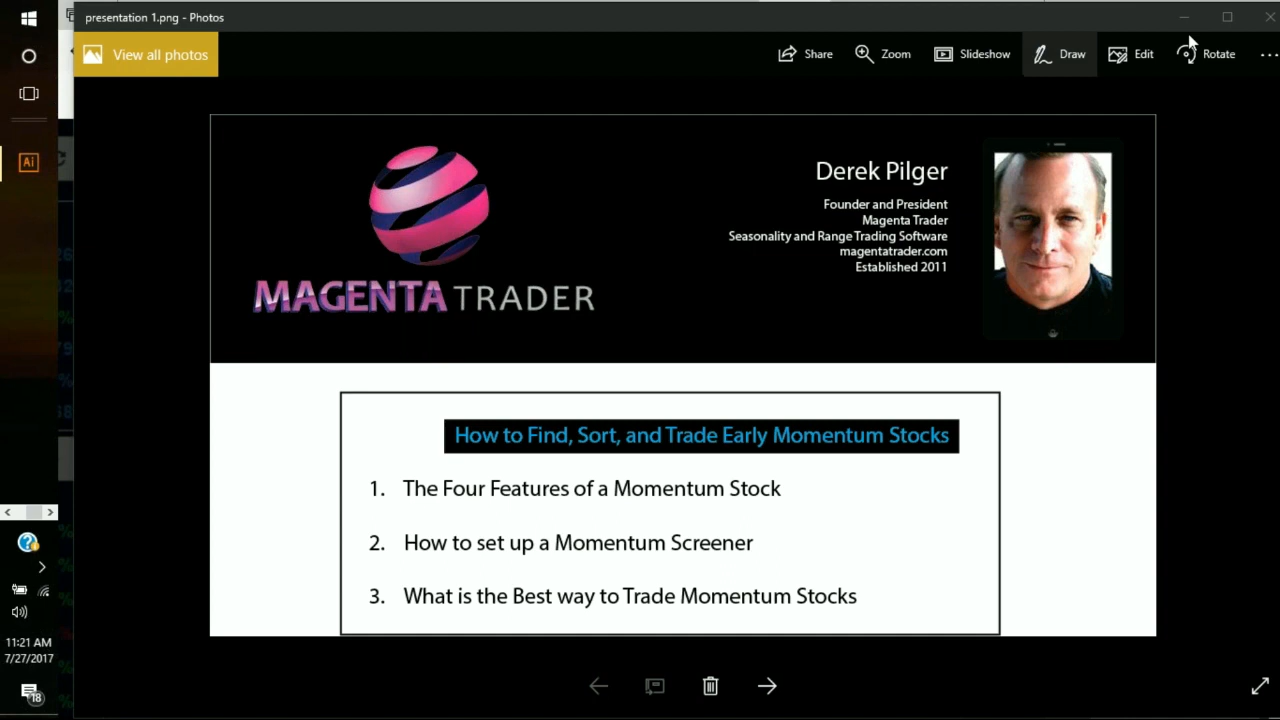 presentation 1.png - Photos
View all photos
Share
Zoom
Slideshow
Draw
Edit
Rotate
Ai
MAGENTA TRADER
Derek Pilger
Founder and President
Magenta Trader
Seasonality and Range Trading Software
magentatrader.com
Established 2011
How to Find, Sort, and Trade Early Momentum Stocks
1. The Four Features of a Momentum Stock
2. How to set up a Momentum Screener
3. What is the Best way to Trade Momentum Stocks
11:21 AM
7/27/2017
18